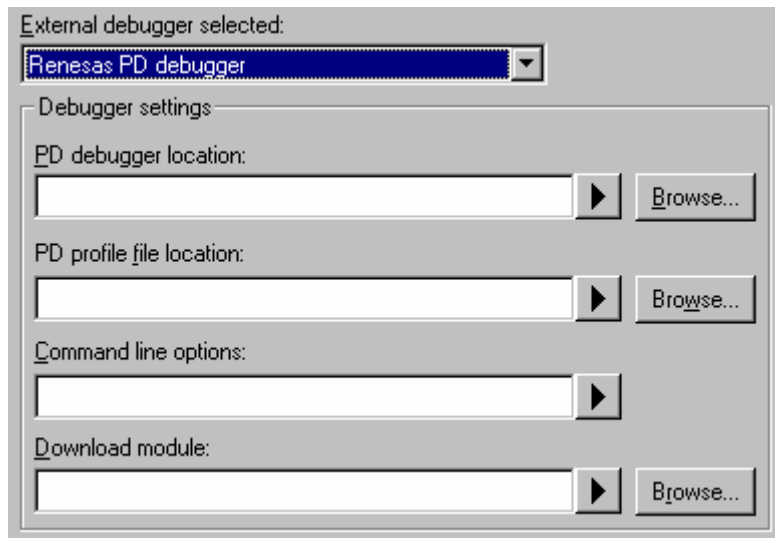 External debugger selected:
Renesas PD debugger
Debugger settings
PD debugger location:
Browse...
PD profile file location:
Browse...
Command line options:
Download module:
Browse...